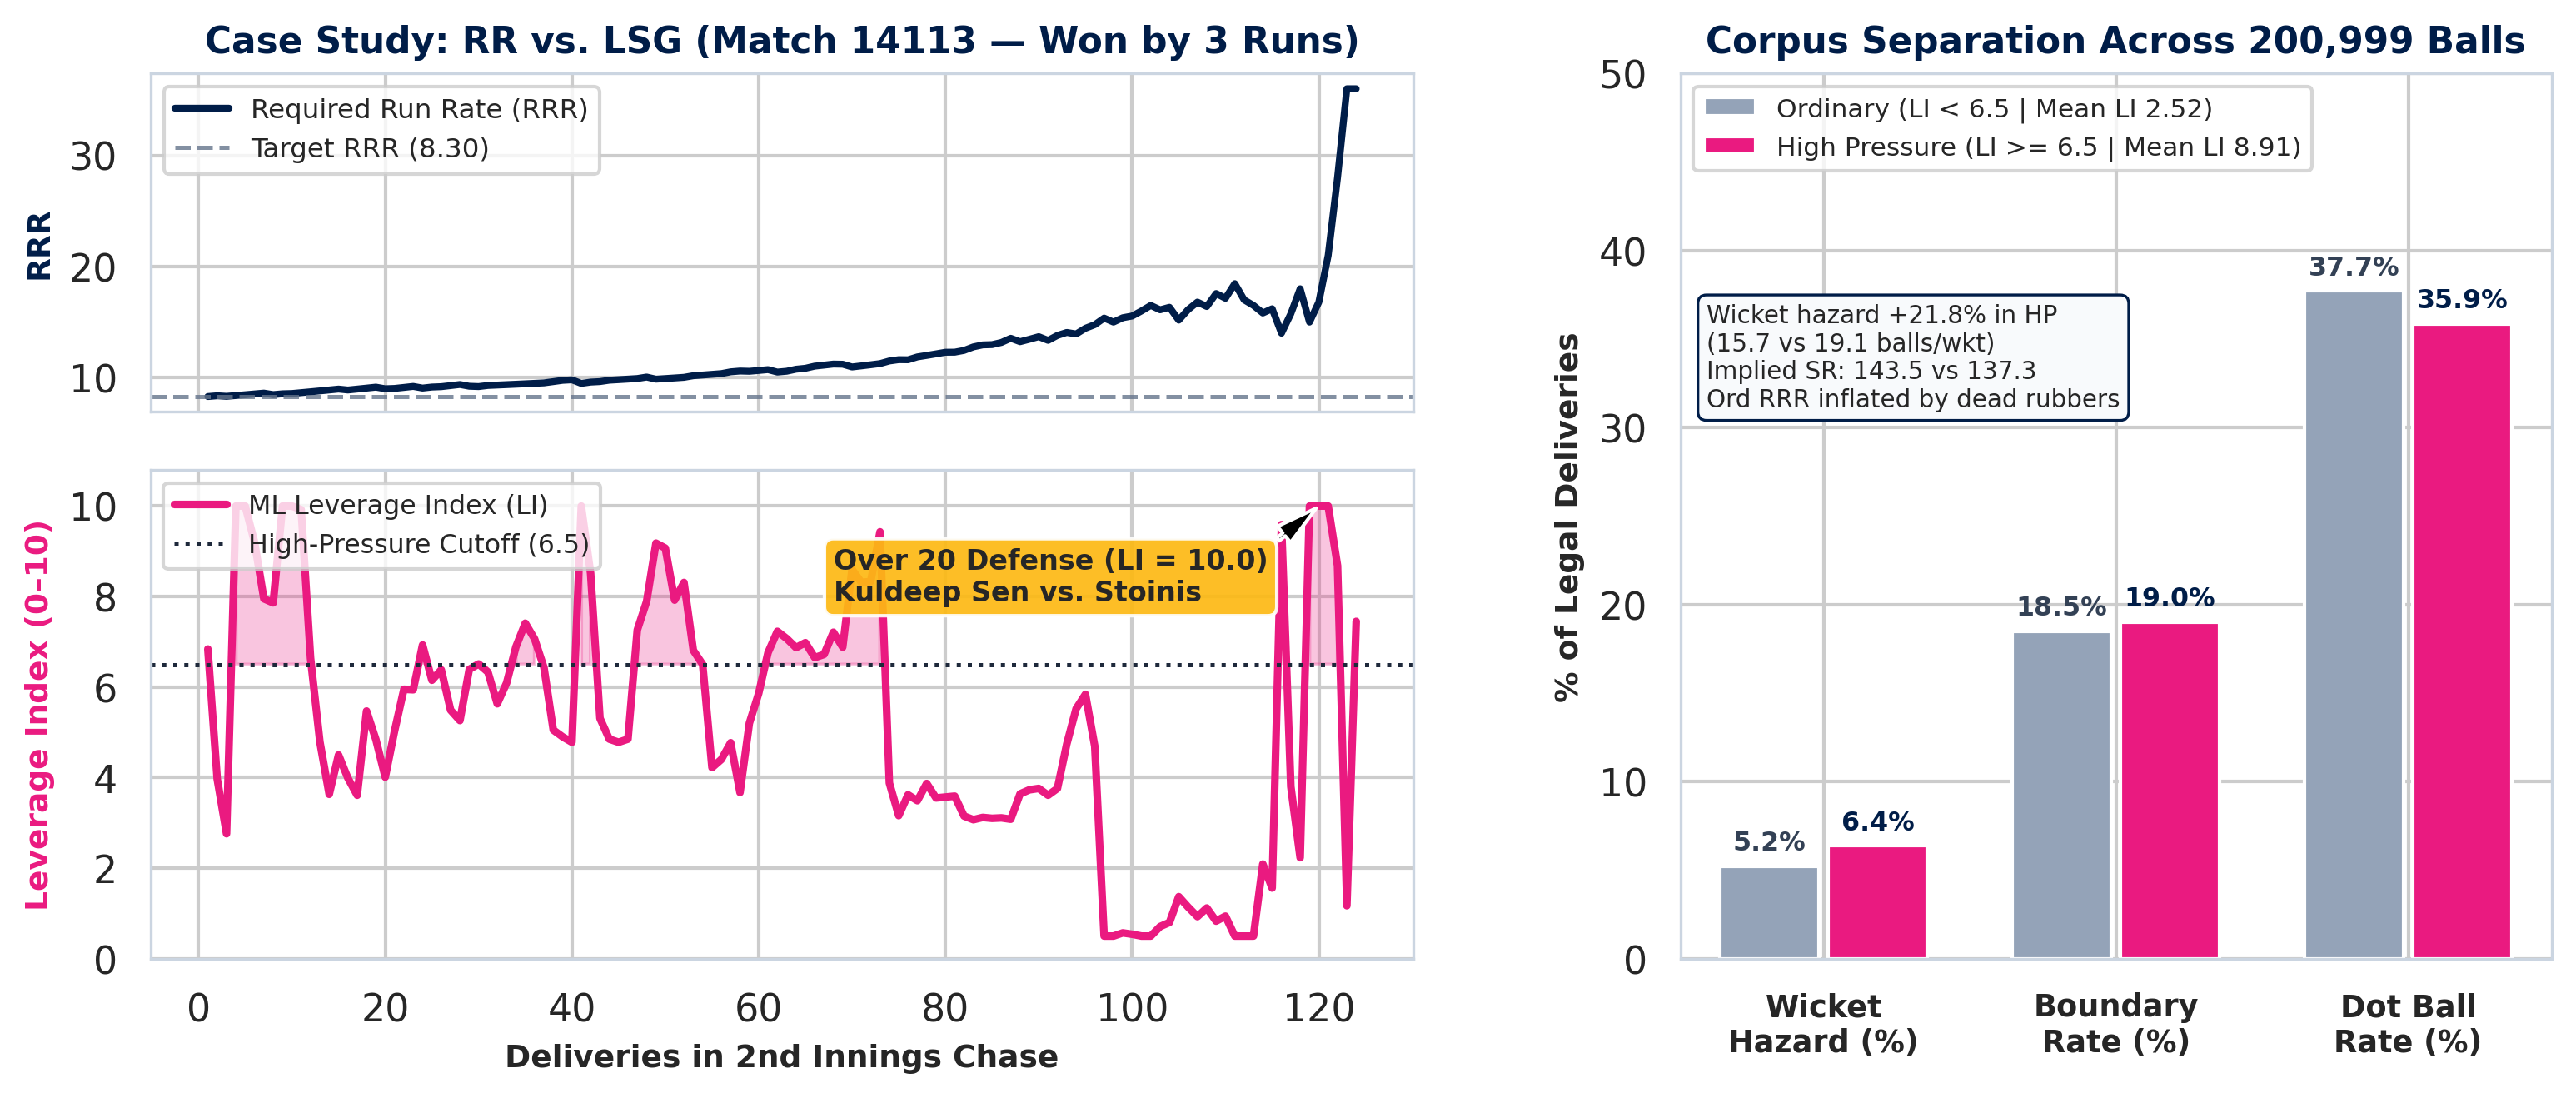 Case Study: RR vs. LSG (Match 14113 — Won by 3 Runs)
Required Run Rate (RRR)
Target RRR (8.30)
RRR
30
20
10
ML Leverage Index (LI)
High-Pressure Cutoff (6.5)
Over 20 Defense (LI = 10.0)
Kuldeep Sen vs. Stoinis
Leverage Index (0–10)
10
8
6
4
2
0
0 20 40 60 80 100 120
Deliveries in 2nd Innings Chase
Corpus Separation Across 200,999 Balls
Ordinary (LI < 6.5 | Mean LI 2.52)
High Pressure (LI >= 6.5 | Mean LI 8.91)
Wicket hazard +21.8% in HP
(15.7 vs 19.1 balls/wkt)
Implied SR: 143.5 vs 137.3
Ord RRR inflated by dead rubbers
% of Legal Deliveries
50
40
30
20
10
0
5.2% 6.4%
18.5% 19.0%
37.7% 35.9%
Wicket
Hazard (%)
Boundary
Rate (%)
Dot Ball
Rate (%)